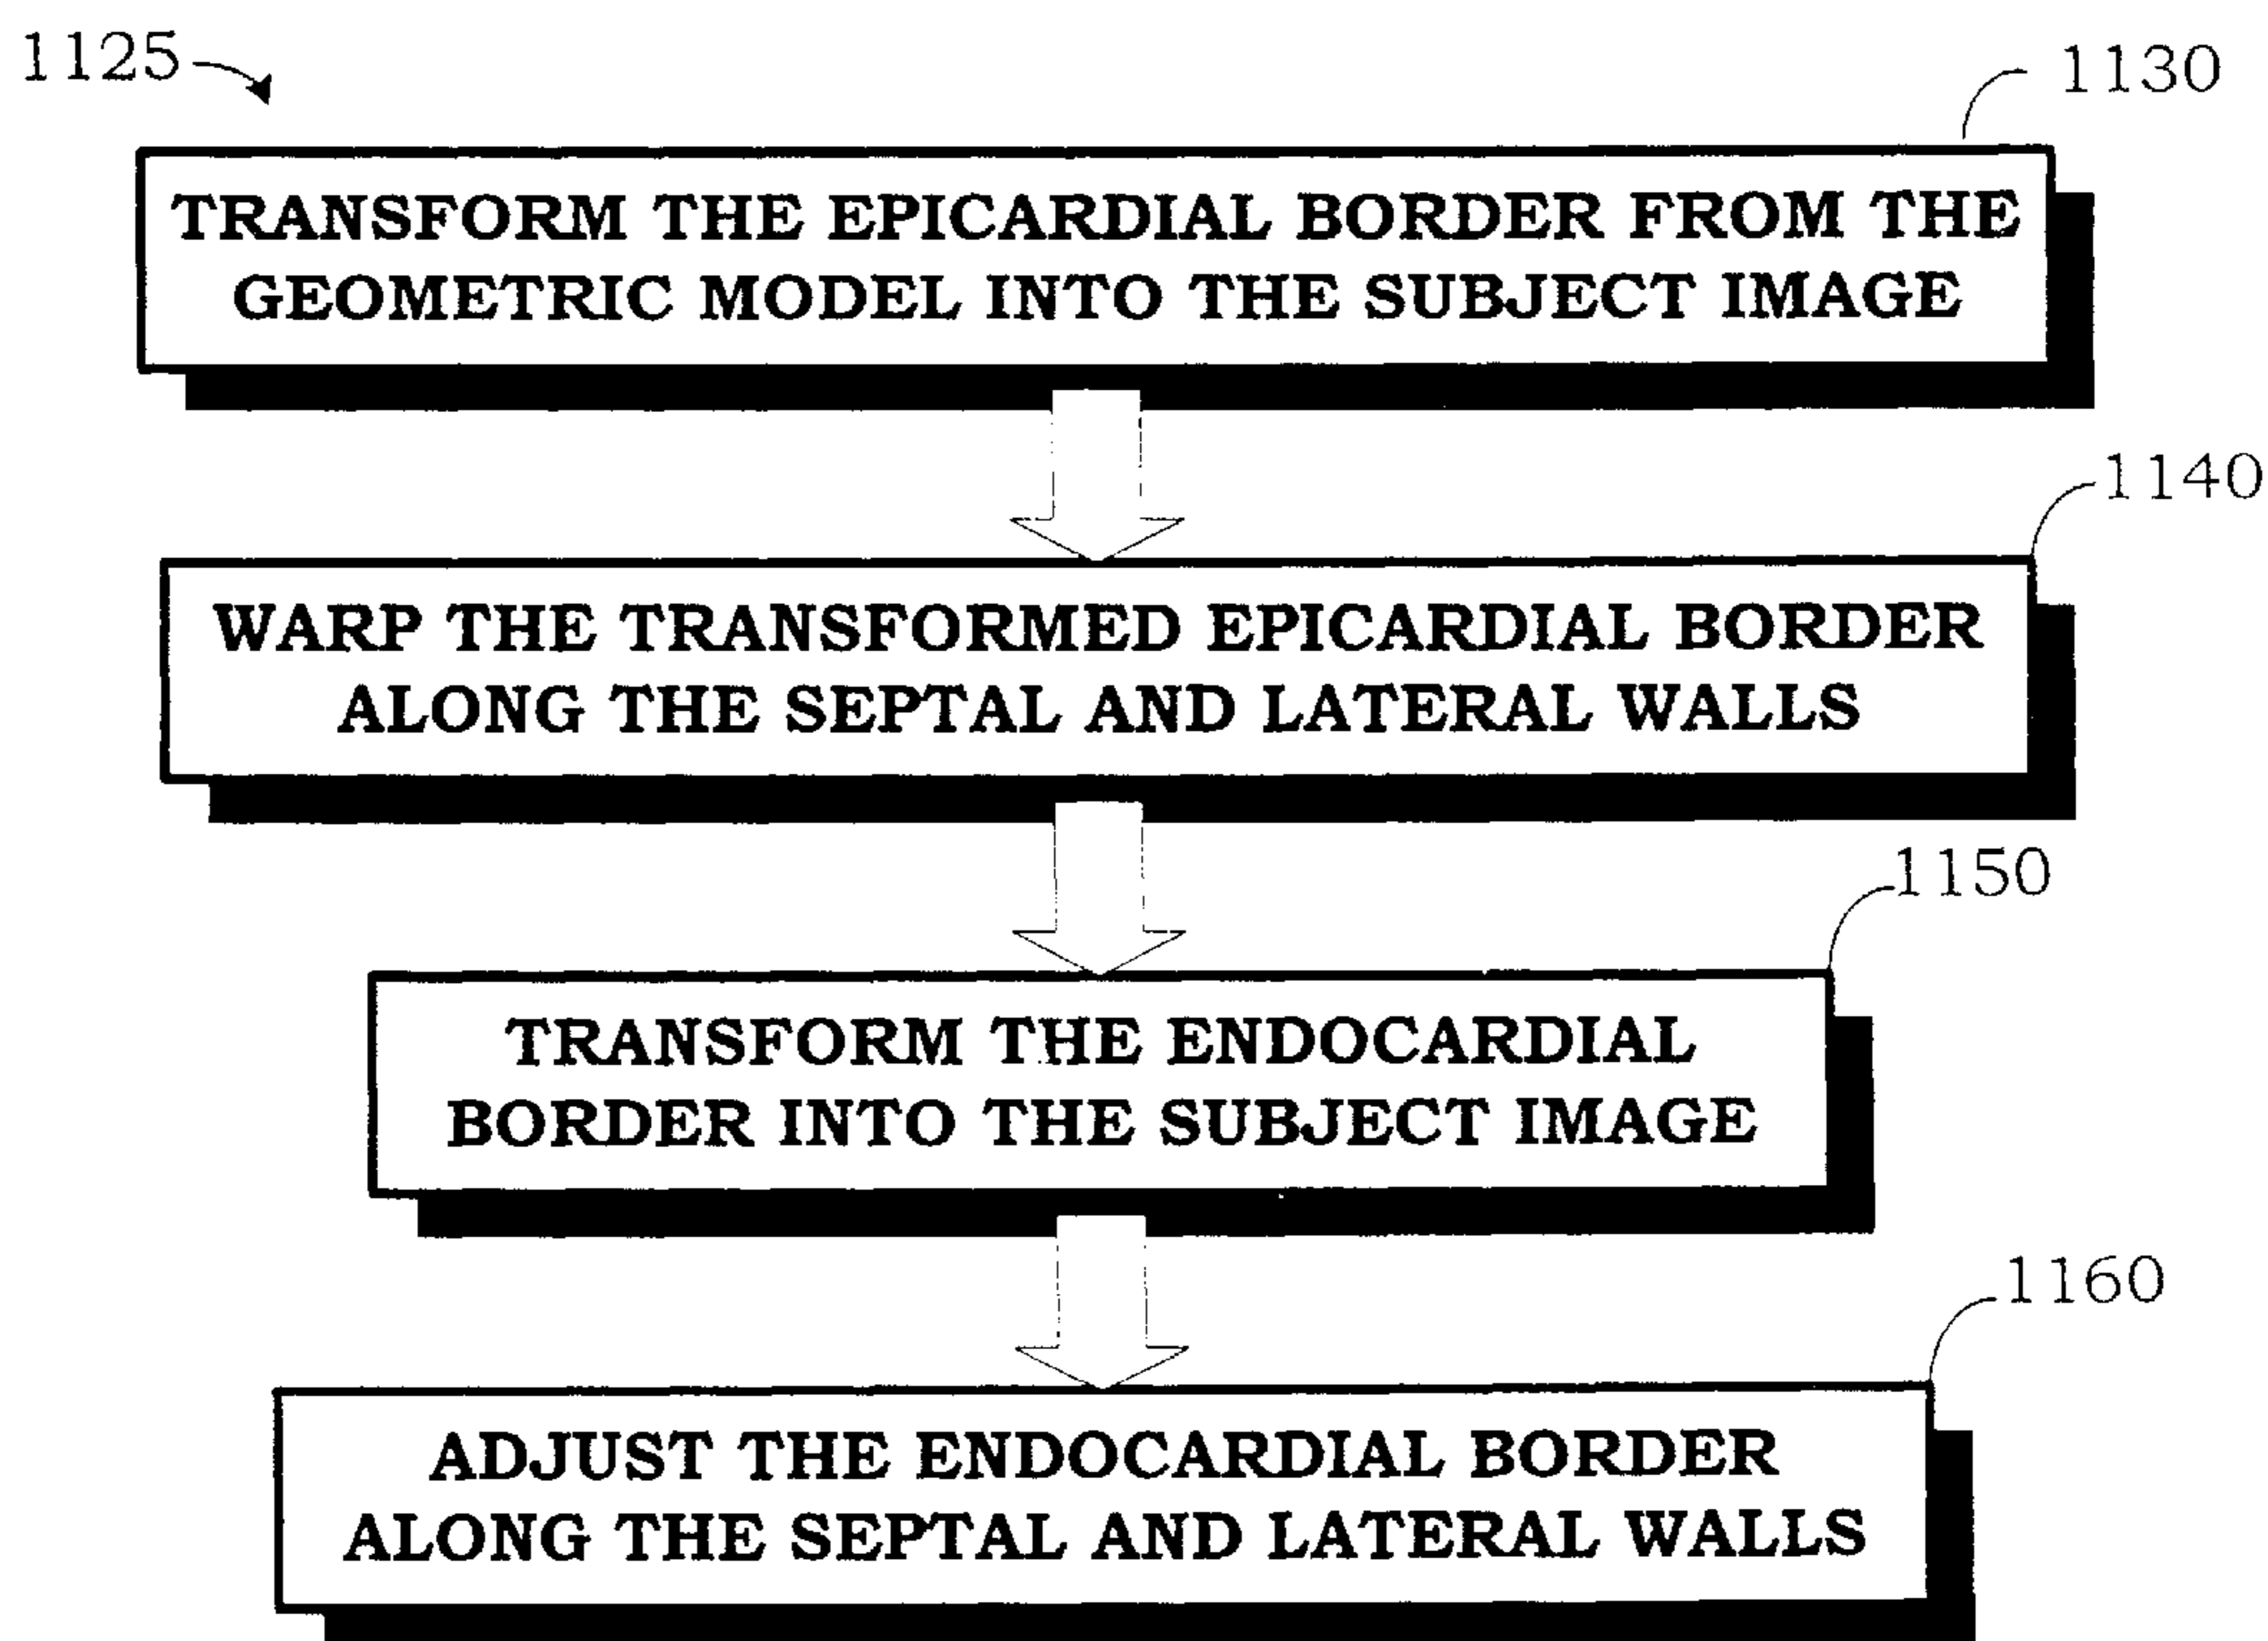 1125
1130
TRANSFORM THE EPICARDIAL BORDER FROM THE
GEOMETRIC MODEL INTO THE SUBJECT IMAGE
1140
WARP THE TRANSFORMED EPICARDIAL BORDER
ALONG THE SEPTAL AND LATERAL WALLS
1150
TRANSFORM THE ENDOCARDIAL
BORDER INTO THE SUBJECT IMAGE
1160
ADJUST THE ENDOCARDIAL BORDER
ALONG THE SEPTAL AND LATERAL WALLS